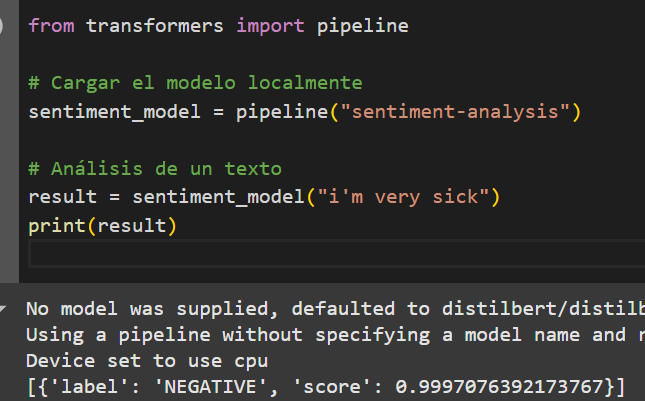 from transformers import pipeline
# Cargar el modelo localmente
sentiment_model = pipeline("sentiment-analysis")
# Análisis de un texto
result = sentiment_model("i'm very sick")
print(result)
No model was supplied, defaulted to distilbert/distilb
Using a pipeline without specifying a model name and
Device set to use cpu
[{'label': 'NEGATIVE', 'score': 0.9997076392173767}]